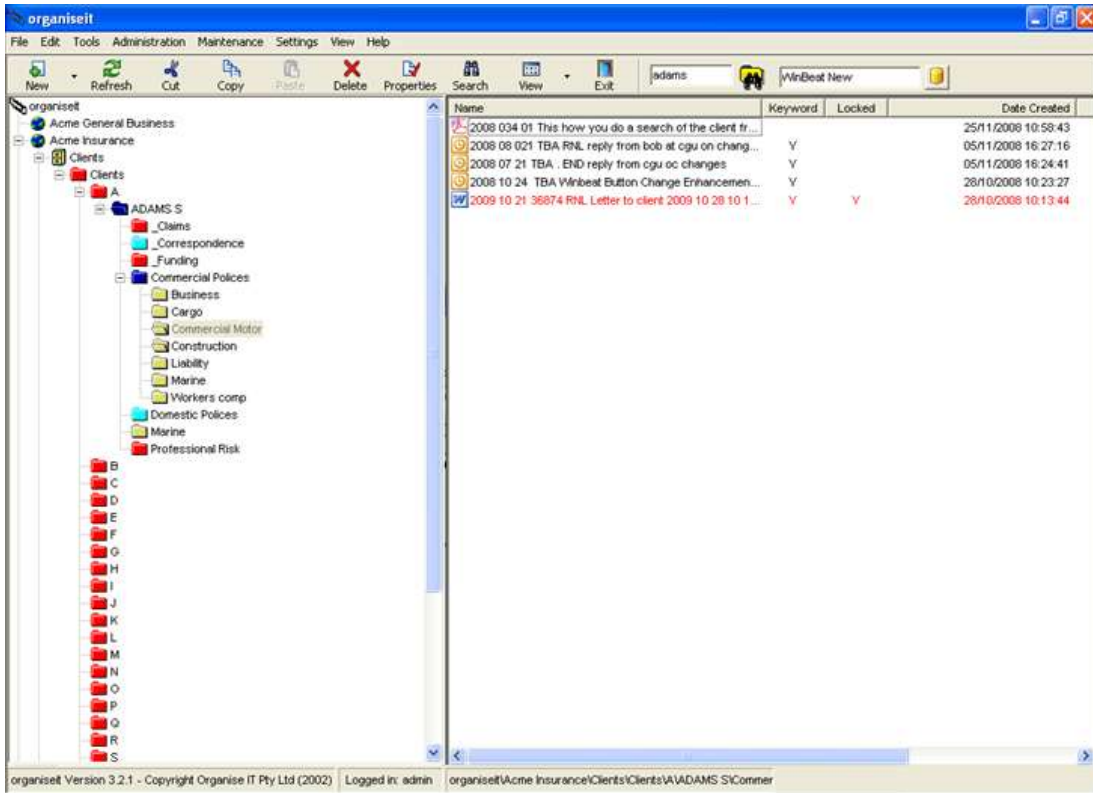 organiseit
File Edit Tools Administration Maintenance Settings View Help
New Refresh Cut Copy Paste Delete Properties Search View Exit adams WinBeat New
organiseit
Acme General Business
Acme Insurance
Clients
Clients
A
ADAMS S
_Claims
_Correspondence
_Funding
Commercial Polices
Business
Cargo
Commercial Motor
Construction
Liability
Marine
Workers comp
Domestic Polices
Marine
Professional Risk
B
C
D
E
F
G
H
I
J
K
L
M
N
O
P
Q
R
S
Name Keyword Locked Date Created
2008 034 01 This how you do a search of the client fr... 25/11/2008 10:58:43
2008 08 021 TBA RNL reply from bob at cgu on chang... Y 05/11/2008 16:27:16
2008 07 21 TBA . END reply from cgu oc changes Y 05/11/2008 16:24:41
2008 10 24 TBA Winbeat Button Change Enhancemen... Y 28/10/2008 10:23:27
2009 10 21 36874 RNL Letter to client 2009 10 28 10 1... Y Y 28/10/2008 10:13:44
organiseit Version 3.2.1 - Copyright Organise IT Pty Ltd (2002) Logged in: admin organiseit\Acme Insurance\Clients\Clients\A\ADAMS S\Commer